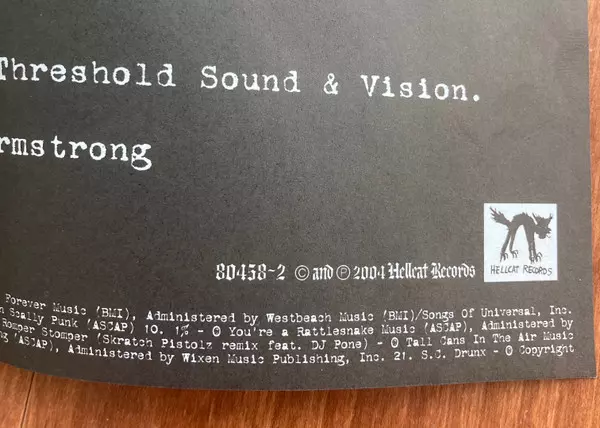 Threshold Sound & Vision.
rmstrong
HELLCAT RECORDS
80458-2 © and ℗ 2004 Hellcat Records
Forever Music (BMI), Administered by Westbeach Music (BMI)/Songs Of Universal, Inc.
n Scally Punk (ASCAP) 10. 1% - © You're a Rattlesnake Music (ASCAP), Administered by
Romper Stomper (Skratch Pistolz remix feat. DJ Pone) - © Tall Cans In The Air Music
ng (ASCAP), Administered by Wixen Music Publishing, Inc. 21. S.C. Drunx - © Copyright